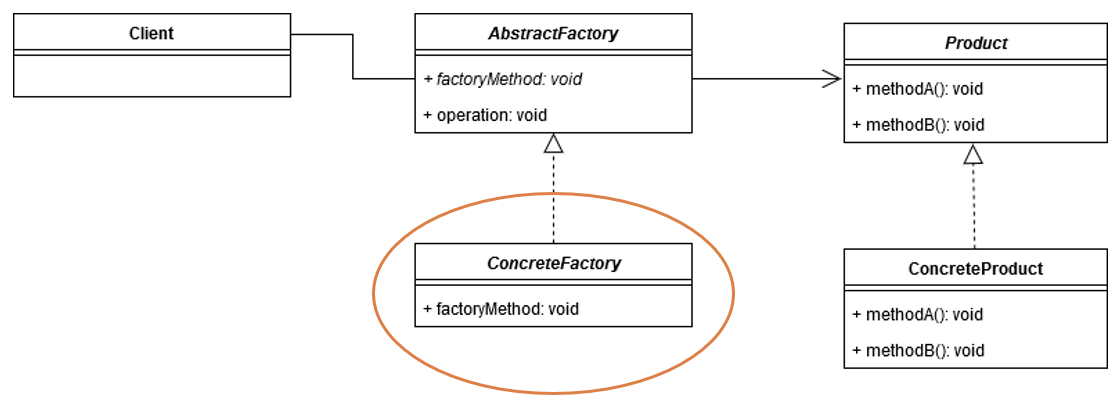 Client
AbstractFactory
+ factoryMethod: void
+ operation: void
Product
+ methodA(): void
+ methodB(): void
ConcreteFactory
+ factoryMethod: void
ConcreteProduct
+ methodA(): void
+ methodB(): void